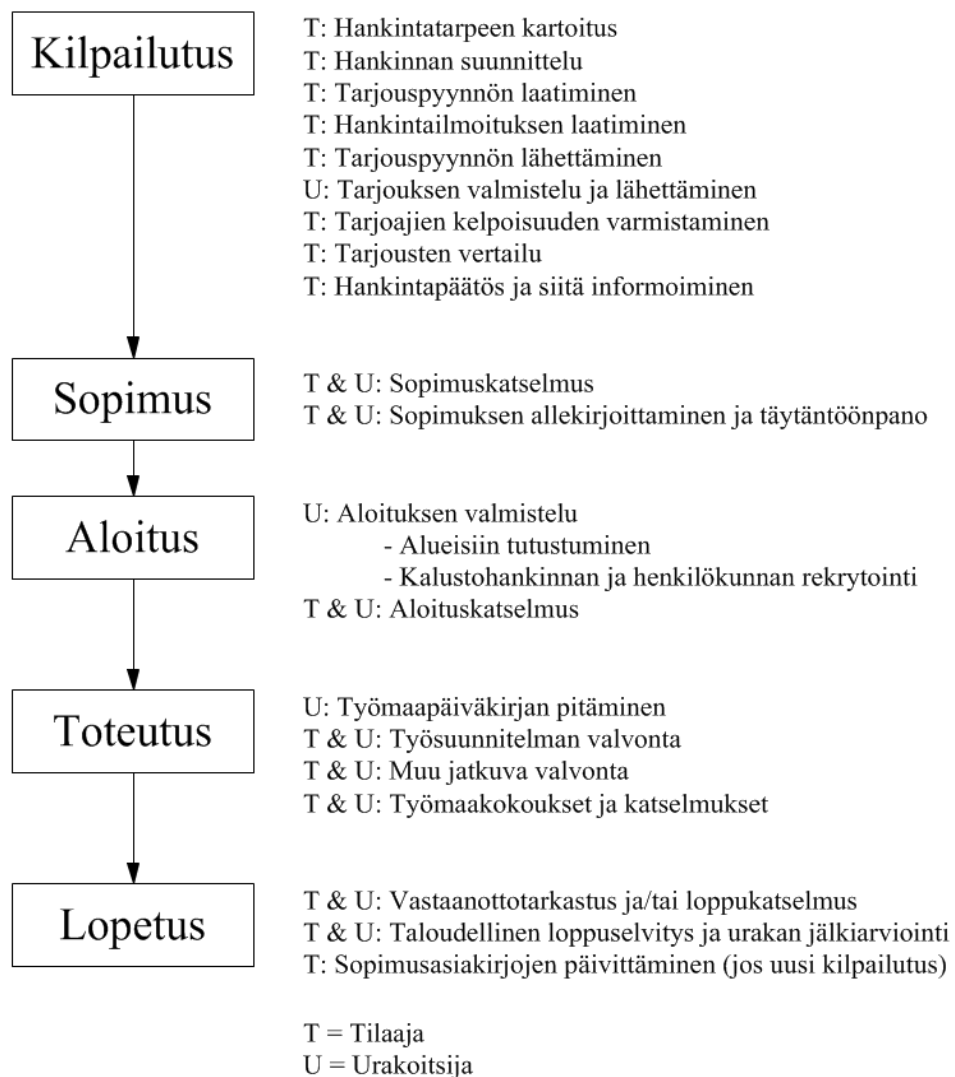 Kilpailutus
T: Hankintatarpeen kartoitus
T: Hankinnan suunnittelu
T: Tarjouspyynnön laatiminen
T: Hankintailmoituksen laatiminen
T: Tarjouspyynnön lähettäminen
U: Tarjouksen valmistelu ja lähettäminen
T: Tarjoajien kelpoisuuden varmistaminen
T: Tarjousten vertailu
T: Hankintapäätös ja siitä informoiminen
Sopimus
T & U: Sopimuskatselmus
T & U: Sopimuksen allekirjoittaminen ja täytäntöönpano
Aloitus
U: Aloituksen valmistelu
- Alueisiin tutustuminen
- Kalustohankinnan ja henkilökunnan rekrytointi
T & U: Aloituskatselmus
Toteutus
U: Työmaapäiväkirjan pitäminen
T & U: Työsuunnitelman valvonta
T & U: Muu jatkuva valvonta
T & U: Työmaakokoukset ja katselmukset
Lopetus
T & U: Vastaanottotarkastus ja/tai loppukatselmus
T & U: Taloudellinen loppuselvitys ja urakan jälkiarviointi
T: Sopimusasiakirjojen päivittäminen (jos uusi kilpailutus)
T = Tilaaja
U = Urakoitsija